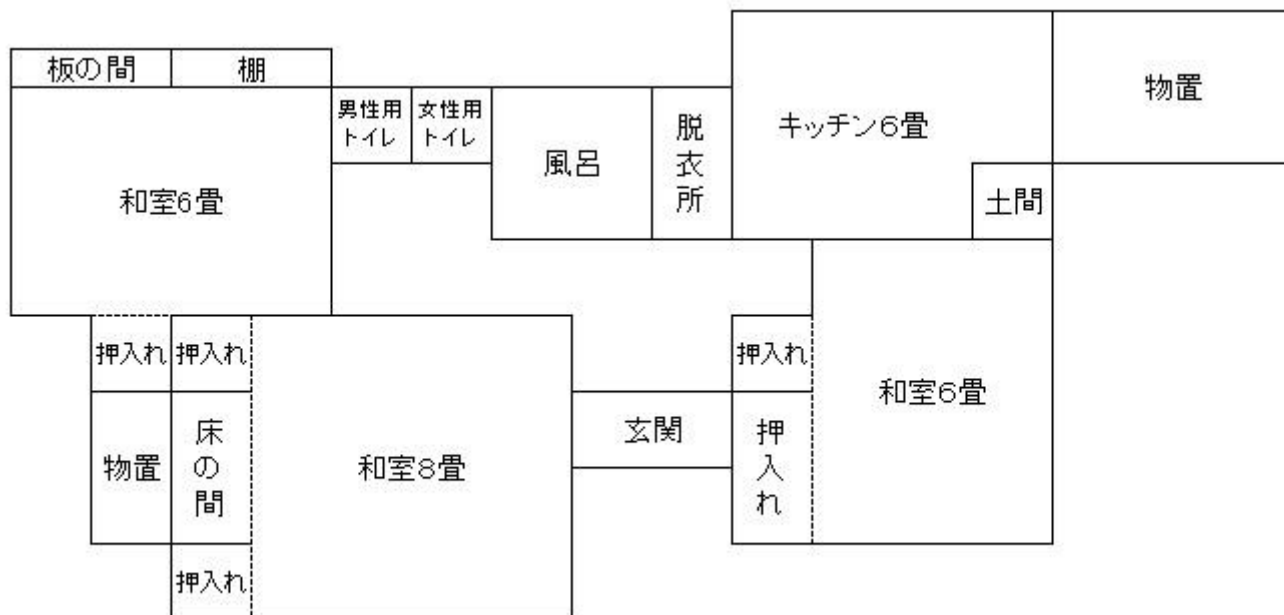 板の間
棚
男性用
トイレ
女性用
トイレ
風呂
脱衣所
キッチン6畳
物置
和室6畳
土間
押入れ
押入れ
押入れ
和室6畳
物置
床の間
和室8畳
玄関
押入れ
押入れ